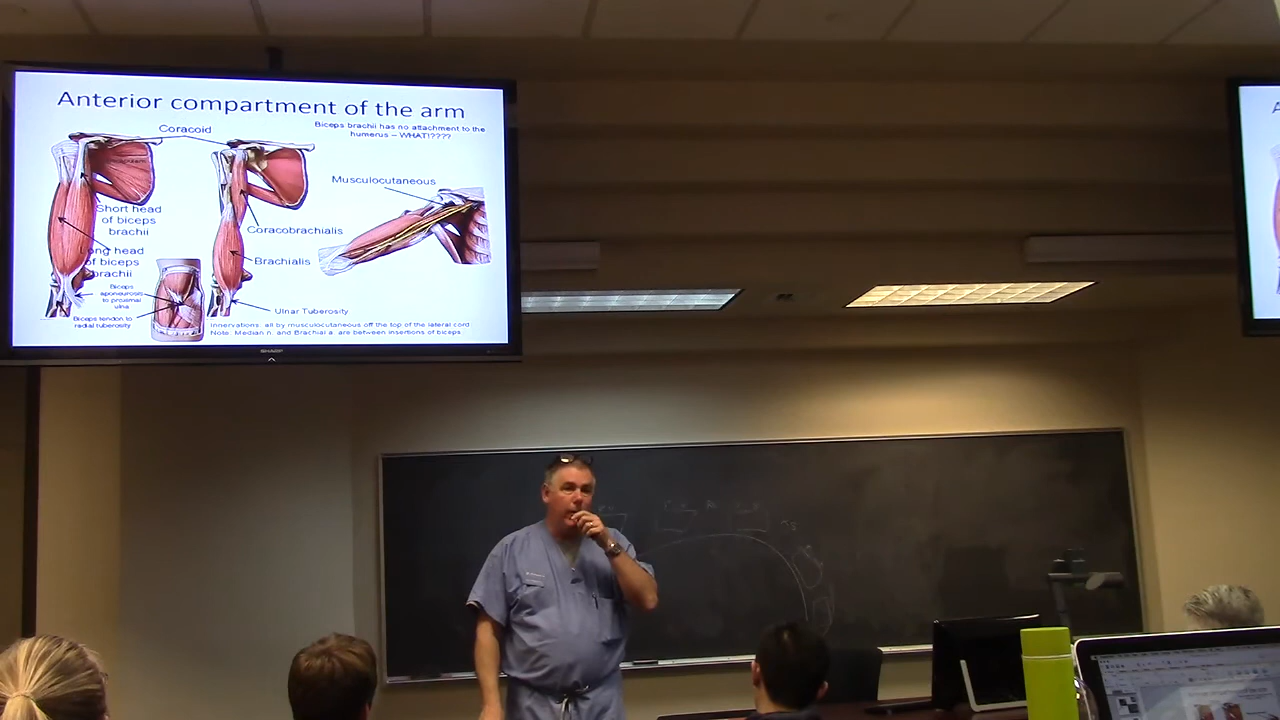 Anterior compartment of the arm
Coracoid
Biceps brachii has no attachment to the
humerus – WHAT!????
Musculocutaneous
Short head
of biceps
brachii
Coracobrachialis
ong head
of biceps
brachii
Brachialis
Biceps
aponeurosis
to proximal
ulna
Biceps tendon to
radial tuberosity
Ulnar Tuberosity
Innervations: all by musculocutaneous off the top of the lateral cord
Note: Median n. and Brachial a. are between insertions of biceps.
SHARP